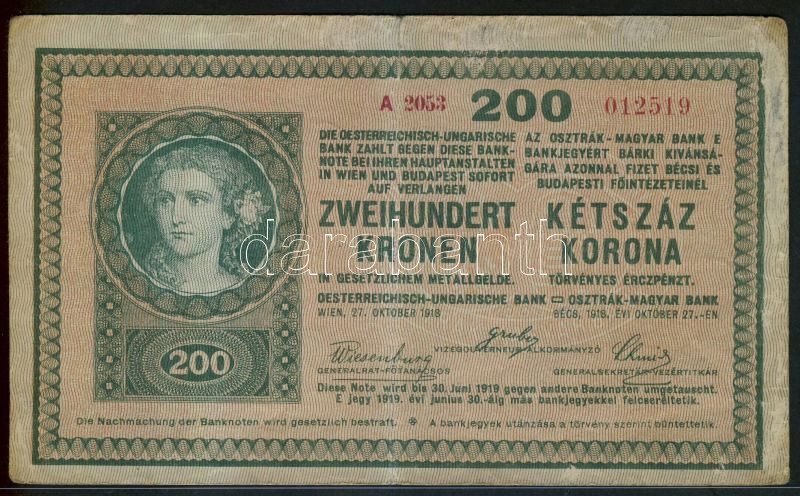 A 2053 200 012519
DIE OESTERREICHISCH-UNGARISCHE
BANK ZAHLT GEGEN DIESE BANK-
NOTE BEI IHREN HAUPTANSTALTEN
IN WIEN UND BUDAPEST SOFORT
AUF VERLANGEN
ZWEIHUNDERT
KRONEN
IN GESETZLICHEM METALLGELDE.
AZ OSZTRÁK-MAGYAR BANK E
BANKJEGYÉRT BÁRKI KIVÁNSÁ-
GÁRA AZONNAL FIZET BÉCSI ÉS
BUDAPESTI FŐINTÉZETEINÉL
KÉTSZÁZ
KORONA
TÖRVÉNYES ÉRCZPÉNZT.
OESTERREICHISCH-UNGARISCHE BANK OSZTRÁK-MAGYAR BANK
WIEN, 27. OKTOBER 1918 BÉCS, 1918. ÉVI OKTÓBER 27.-ÉN
Gruber
Wiesenburg VIZEGOUVERNEUR-ALKORMÁNYZÓ Schmid
GENERALRAT-FŐTANÁCSOS GENERALSEKRETÄR-VEZÉRTITKÁR
Diese Note wird bis 30. Juni 1919 gegen andere Banknoten umgetauscht.
E jegy 1919. évi junius 30.-áig más bankjegyekkel felcseréltetik.
200
Die Nachmachung der Banknoten wird gesetzlich bestraft. A bankjegyek utánzása a törvény szerint büntettetik.
darabanth